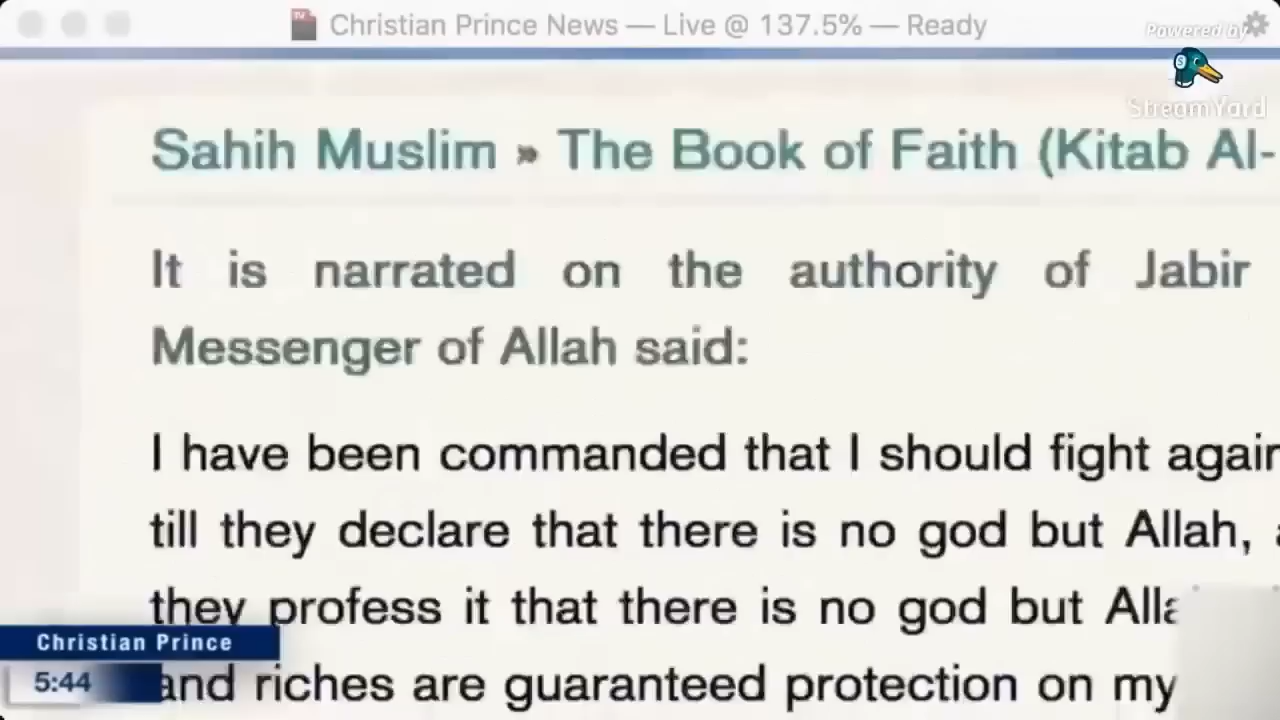 Christian Prince News — Live @ 137.5% — Ready
Powered by
StreamYard
Sahih Muslim » The Book of Faith (Kitab Al-
It is narrated on the authority of Jabir
Messenger of Allah said:
I have been commanded that I should fight again
till they declare that there is no god but Allah,
they profess it that there is no god but Alla
and riches are guaranteed protection on my
Christian Prince
5:44